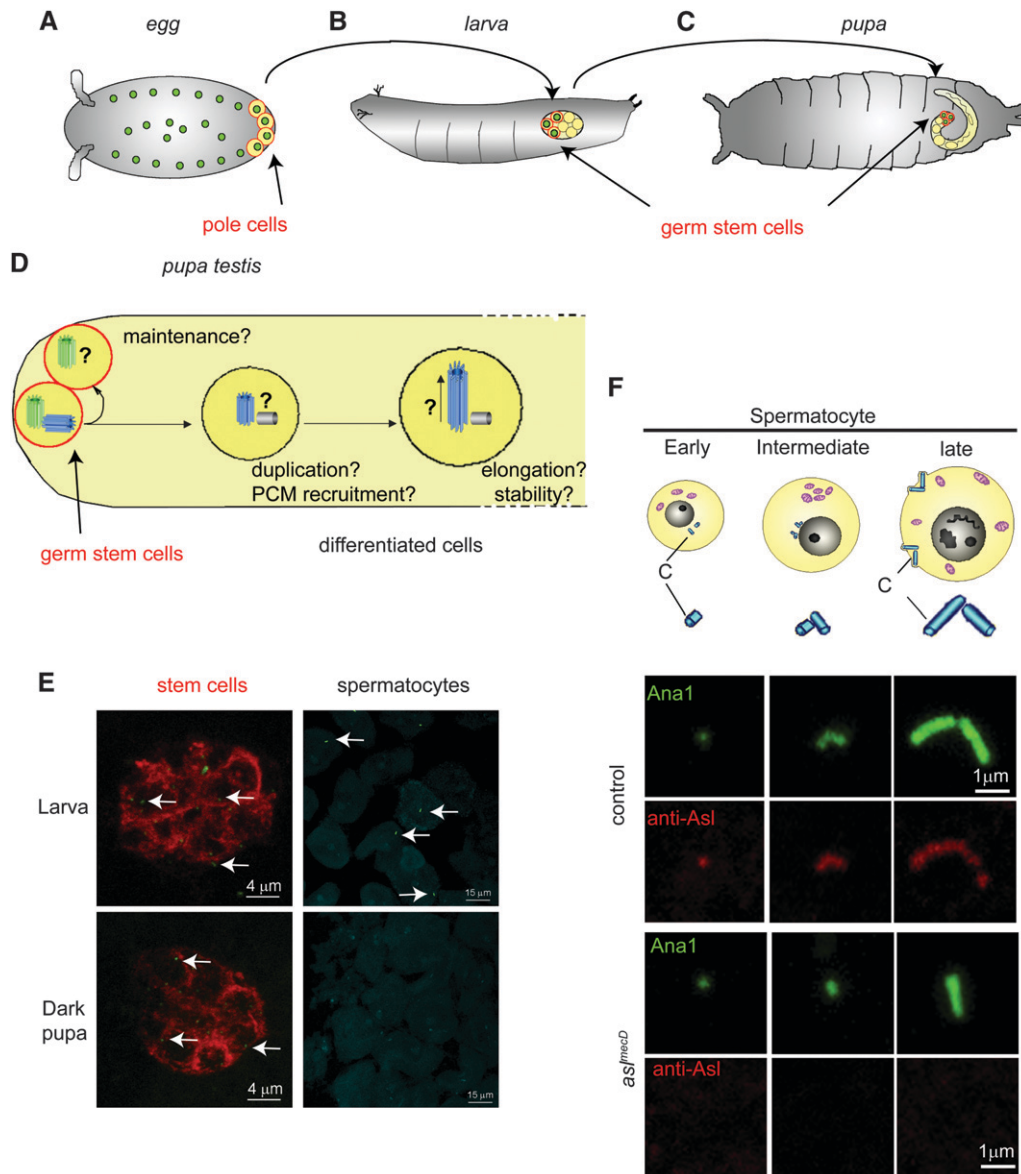 A egg
B larva
C pupa
pole cells
germ stem cells
D pupa testis
maintenance?
?
?
?
duplication?
PCM recruitment?
elongation?
stability?
germ stem cells
differentiated cells
E
stem cells spermatocytes
Larva
4 µm
15 µm
Dark
pupa
4 µm
15 µm
F
Spermatocyte
Early Intermediate late
C
C
control
Ana1
1µm
anti-Asl
aslmecD
Ana1
anti-Asl
1µm